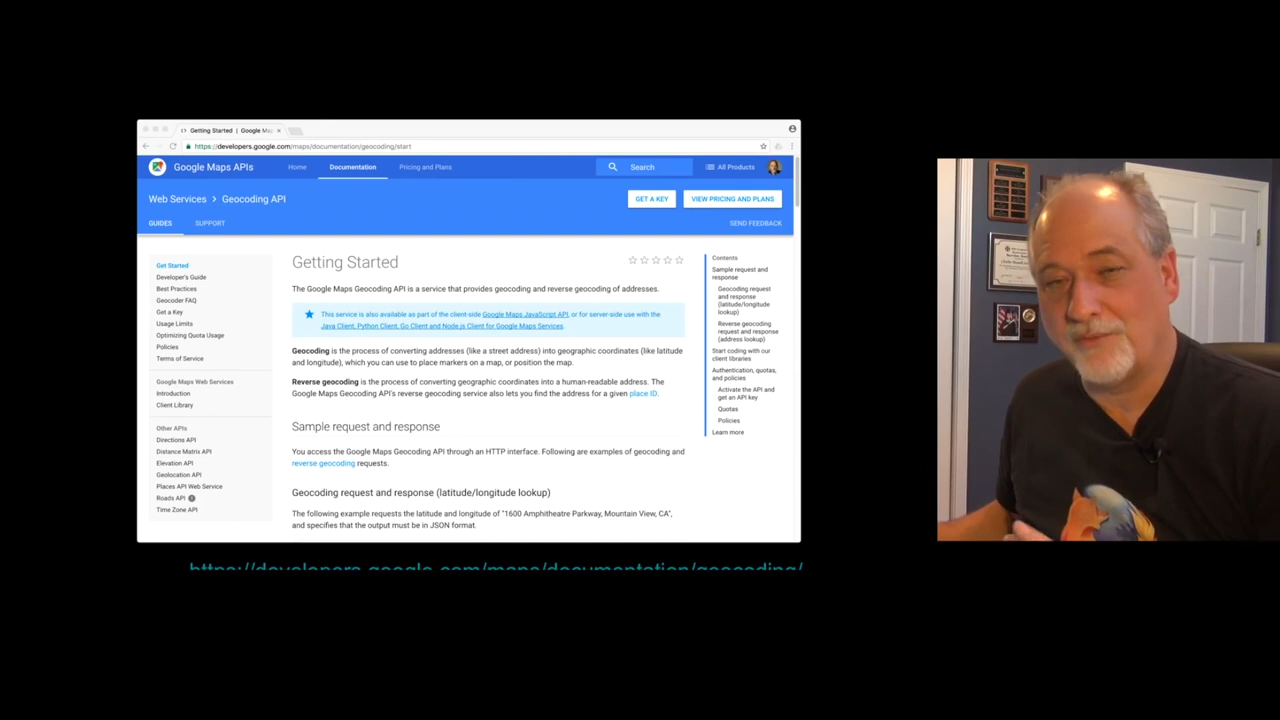 Getting Started | Google Ma
https://developers.google.com/maps/documentation/geocoding/start
Google Maps APIs
Home
Documentation
Pricing and Plans
Search
All Products
Web Services > Geocoding API
GET A KEY
VIEW PRICING AND PLANS
GUIDES
SUPPORT
SEND FEEDBACK
Get Started
Developer's Guide
Best Practices
Geocoder FAQ
Get a Key
Usage Limits
Optimizing Quota Usage
Policies
Terms of Service
Google Maps Web Services
Introduction
Client Library
Other APIs
Directions API
Distance Matrix API
Elevation API
Geolocation API
Places API Web Service
Roads API
Time Zone API
Getting Started
The Google Maps Geocoding API is a service that provides geocoding and reverse geocoding of addresses.
This service is also available as part of the client-side Google Maps JavaScript API, or for server-side use with the
Java Client, Python Client, Go Client and Node.js Client for Google Maps Services.
Geocoding is the process of converting addresses (like a street address) into geographic coordinates (like latitude
and longitude), which you can use to place markers on a map, or position the map.
Reverse geocoding is the process of converting geographic coordinates into a human-readable address. The
Google Maps Geocoding API's reverse geocoding service also lets you find the address for a given place ID.
Sample request and response
You access the Google Maps Geocoding API through an HTTP interface. Following are examples of geocoding and
reverse geocoding requests.
Geocoding request and response (latitude/longitude lookup)
The following example requests the latitude and longitude of "1600 Amphitheatre Parkway, Mountain View, CA",
and specifies that the output must be in JSON format.
Contents
Sample request and
response
Geocoding request
and response
(latitude/longitude
lookup)
Reverse geocoding
request and response
(address lookup)
Start coding with our
client libraries
Authentication, quotas,
and policies
Activate the API and
get an API key
Quotas
Policies
Learn more
https://developers.google.com/maps/documentation/geocoding/